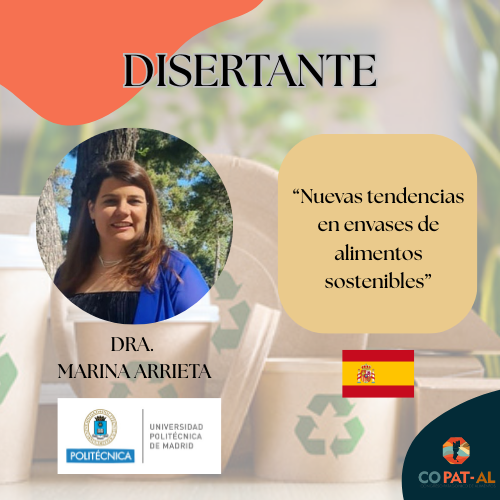 DISERTANTE
“Nuevas tendencias
en envases de
alimentos
sostenibles”
DRA.
MARINA ARRIETA
POLITÉCNICA
UNIVERSIDAD
POLITÉCNICA
DE MADRID
CO PAT-AL